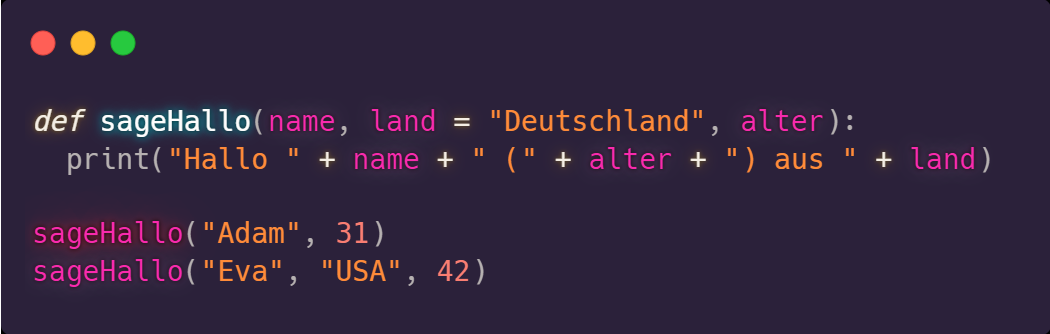 def sageHallo(name, land = "Deutschland", alter):
  print("Hallo " + name + " (" + alter + ") aus " + land)
sageHallo("Adam", 31)
sageHallo("Eva", "USA", 42)